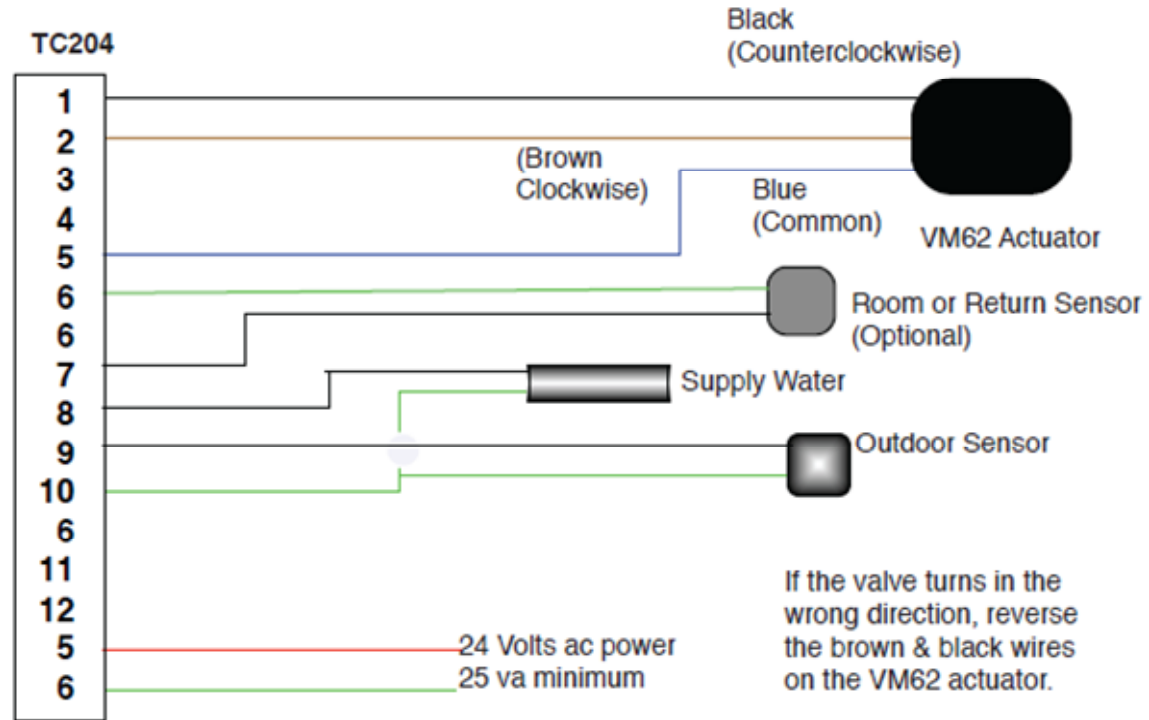 Black
(Counterclockwise)
TC204
1
2
3
4
5
6
6
7
8
9
10
6
11
12
5
6
(Brown
Clockwise)
Blue
(Common)
VM62 Actuator
Room or Return Sensor
(Optional)
Supply Water
Outdoor Sensor
24 Volts ac power
25 va minimum
If the valve turns in the
wrong direction, reverse
the brown & black wires
on the VM62 actuator.